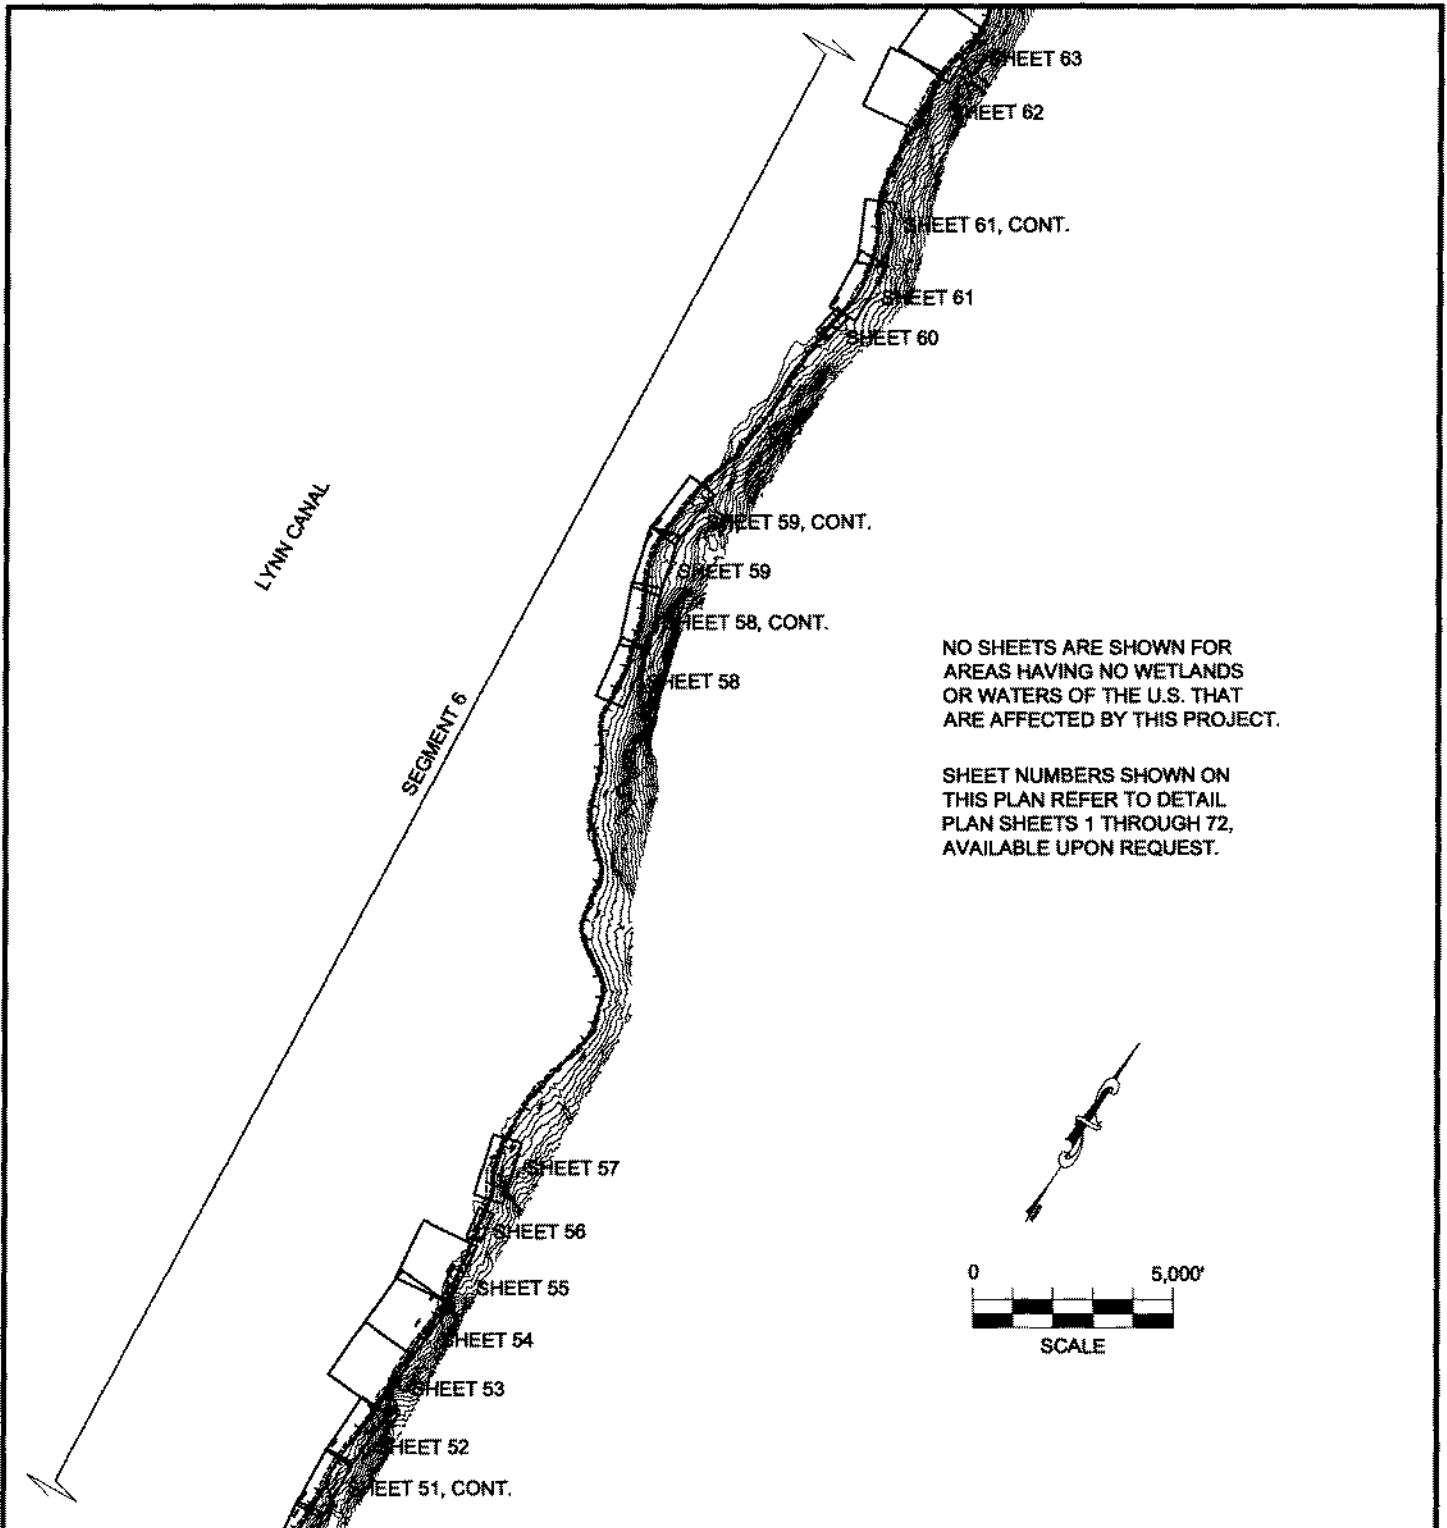 SHEET 63
SHEET 62
SHEET 61, CONT.
SHEET 61
SHEET 60
LYNN CANAL
SHEET 59, CONT.
SHEET 59
SHEET 58, CONT.
SHEET 58
SEGMENT 6
NO SHEETS ARE SHOWN FOR
AREAS HAVING NO WETLANDS
OR WATERS OF THE U.S. THAT
ARE AFFECTED BY THIS PROJECT.
SHEET NUMBERS SHOWN ON
THIS PLAN REFER TO DETAIL
PLAN SHEETS 1 THROUGH 72,
AVAILABLE UPON REQUEST.
SHEET 57
SHEET 56
SHEET 55
SHEET 54
SHEET 53
SHEET 52
SHEET 51, CONT.
0 5,000'
SCALE